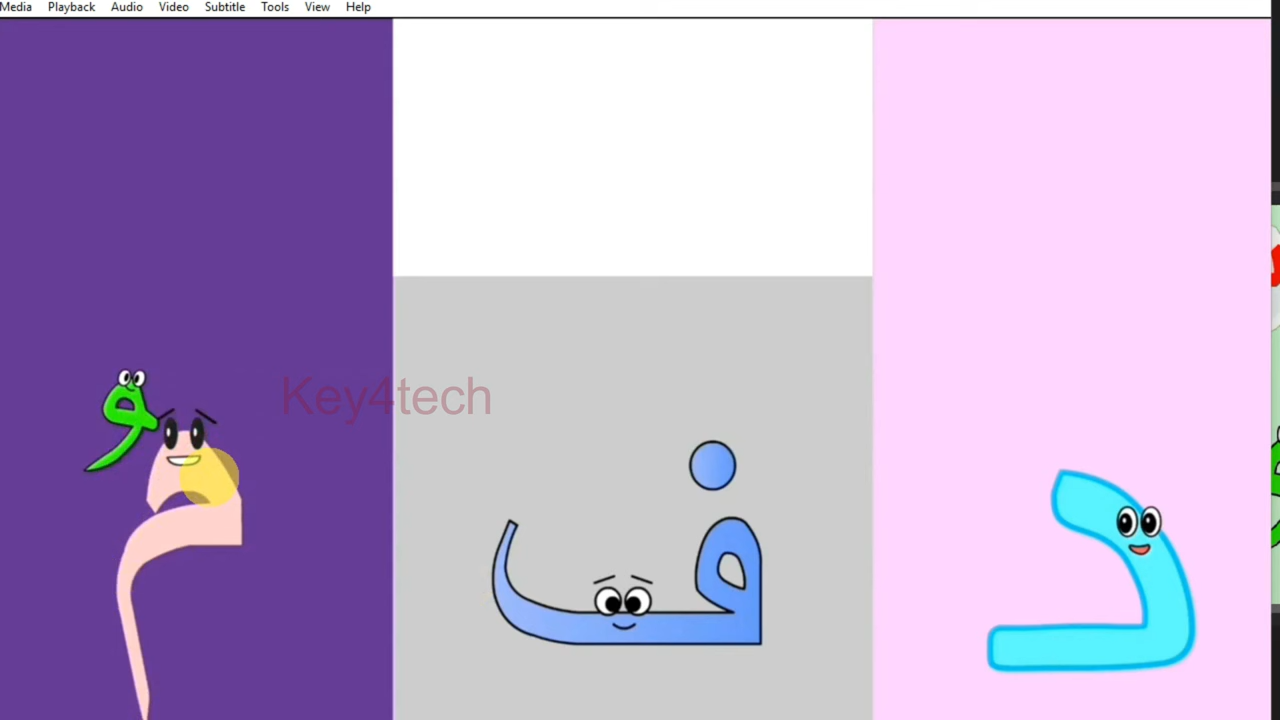 Media Playback Audio Video Subtitle Tools View Help
Key4tech
و
م
ف
د